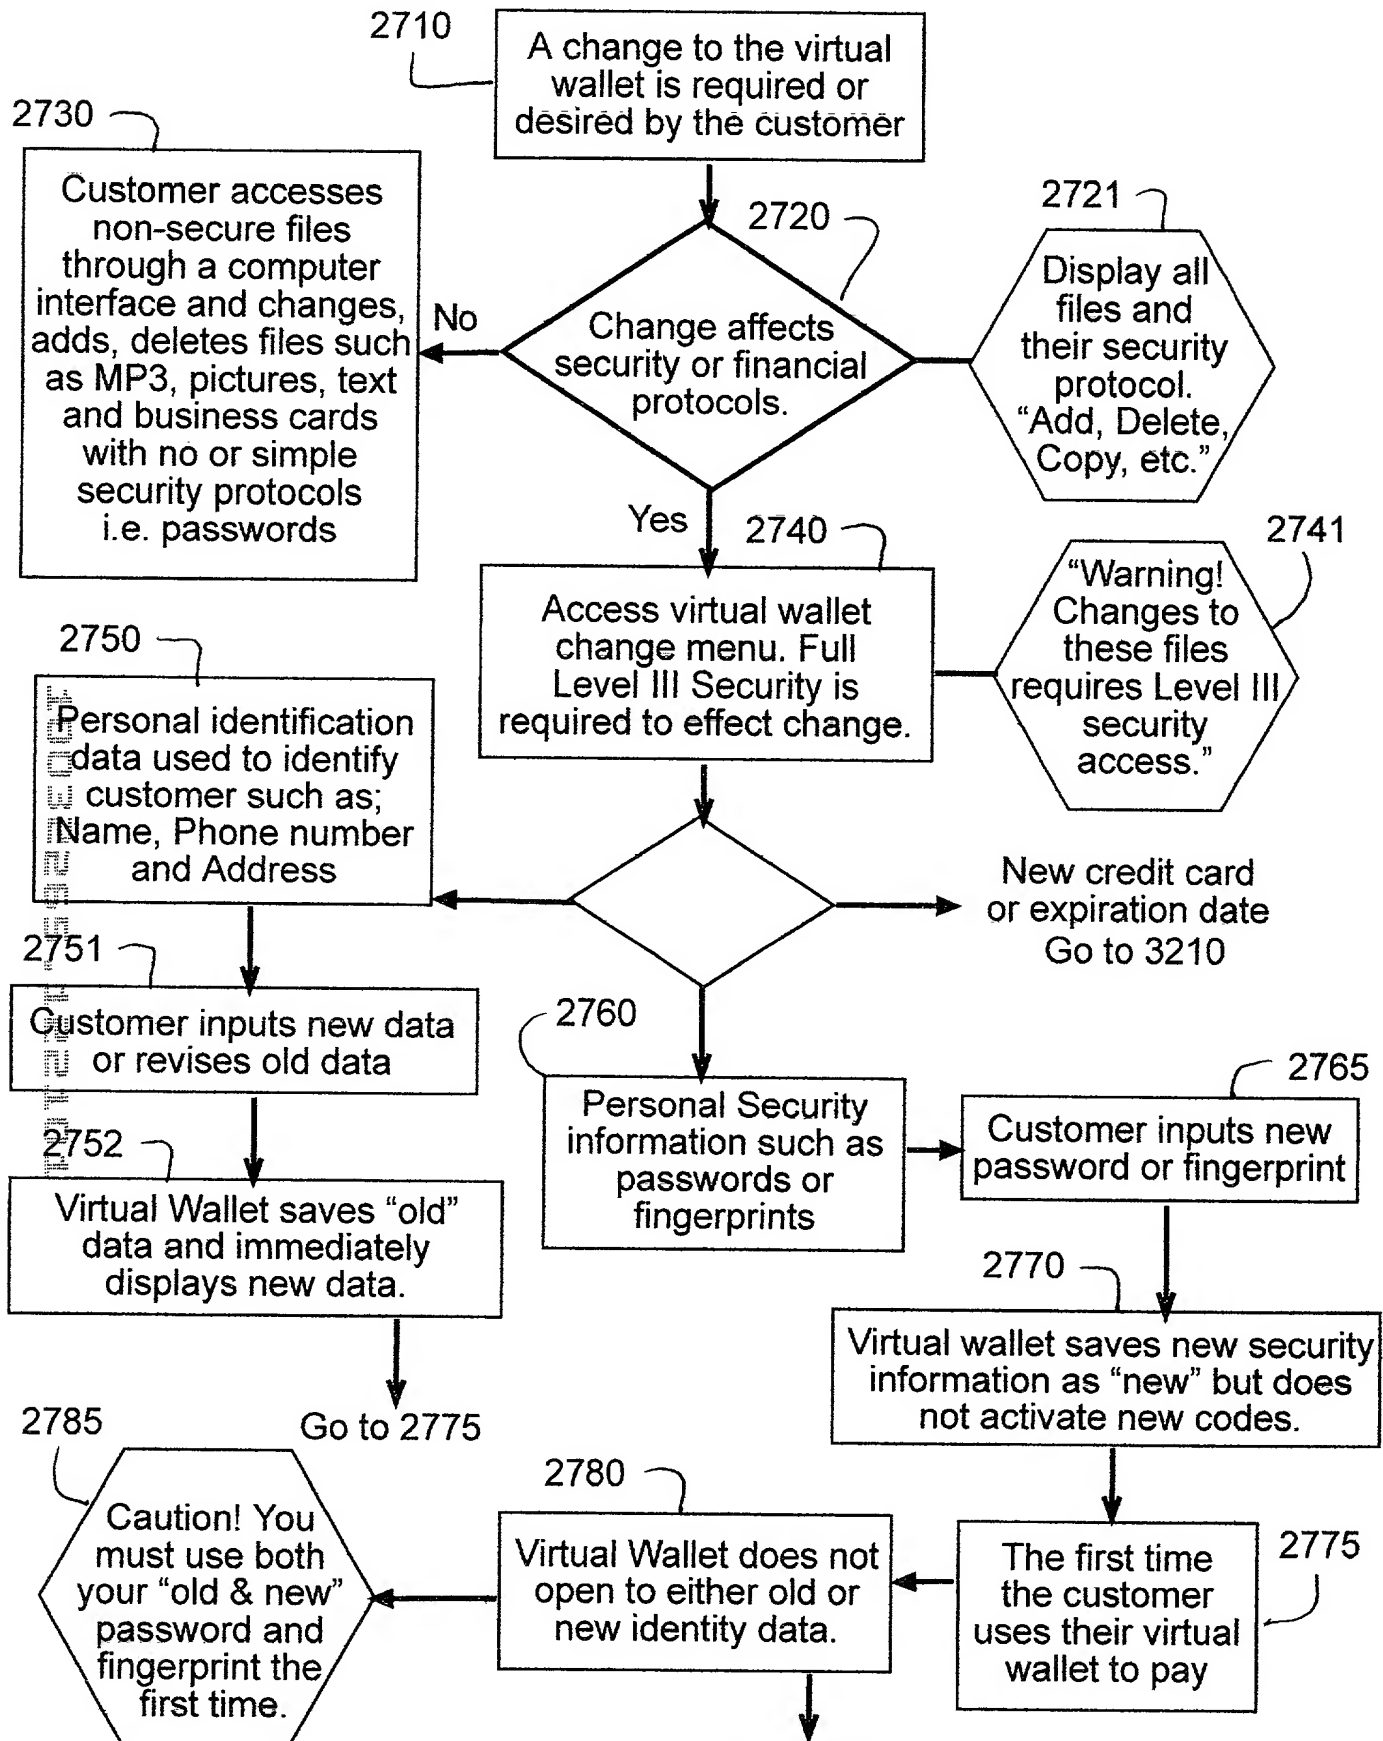 2710
A change to the virtual
wallet is required or
desired by the customer
2730
Customer accesses
non-secure files
through a computer
interface and changes,
adds, deletes files such
as MP3, pictures, text
and business cards
with no or simple
security protocols
i.e. passwords
No
2720
Change affects
security or financial
protocols.
2721
Display all
files and
their security
protocol.
“Add, Delete,
Copy, etc.”
Yes
2740
Access virtual wallet
change menu. Full
Level III Security is
required to effect change.
2741
“Warning!
Changes to
these files
requires Level III
security
access.”
2750
Personal identification
data used to identify
customer such as;
Name, Phone number
and Address
New credit card
or expiration date
Go to 3210
2751
Customer inputs new data
or revises old data
2760
Personal Security
information such as
passwords or
fingerprints
2765
Customer inputs new
password or fingerprint
2752
Virtual Wallet saves “old”
data and immediately
displays new data.
Go to 2775
2770
Virtual wallet saves new security
information as “new” but does
not activate new codes.
2775
The first time
the customer
uses their virtual
wallet to pay
2780
Virtual Wallet does not
open to either old or
new identity data.
2785
Caution! You
must use both
your “old & new”
password and
fingerprint the
first time.